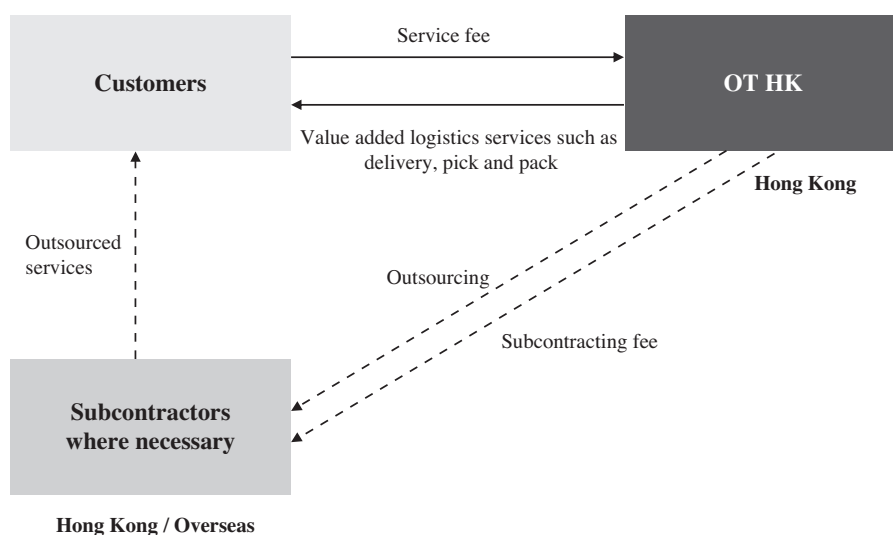 Service fee
Customers
OT HK
Value added logistics services such as
delivery, pick and pack
Hong Kong
Outsourced
services
Outsourcing
Subcontracting fee
Subcontractors
where necessary
Hong Kong / Overseas